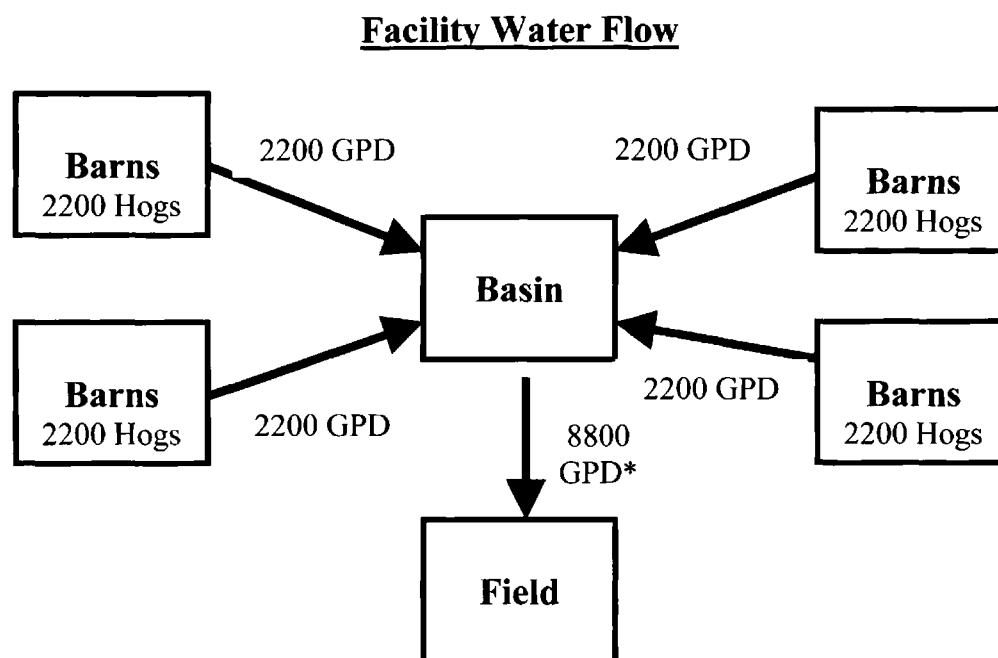 Facility Water Flow
Barns
2200 Hogs
2200 GPD
2200 GPD
Barns
2200 Hogs
Basin
Barns
2200 Hogs
2200 GPD
2200 GPD
Barns
2200 Hogs
8800
GPD*
Field